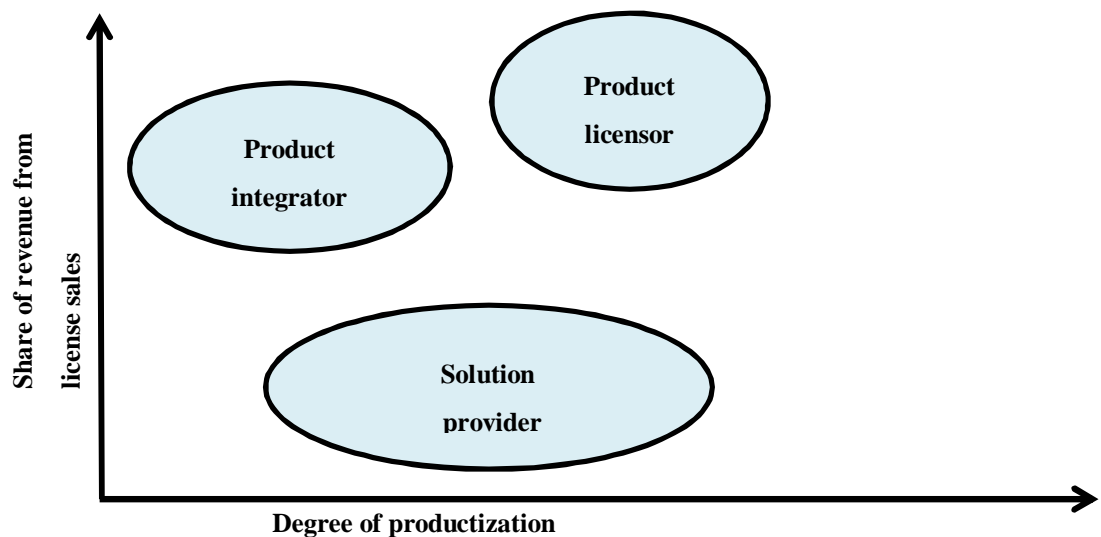 Product
licensor
Product
integrator
Share of revenue from
license sales
Solution
provider
Degree of productization